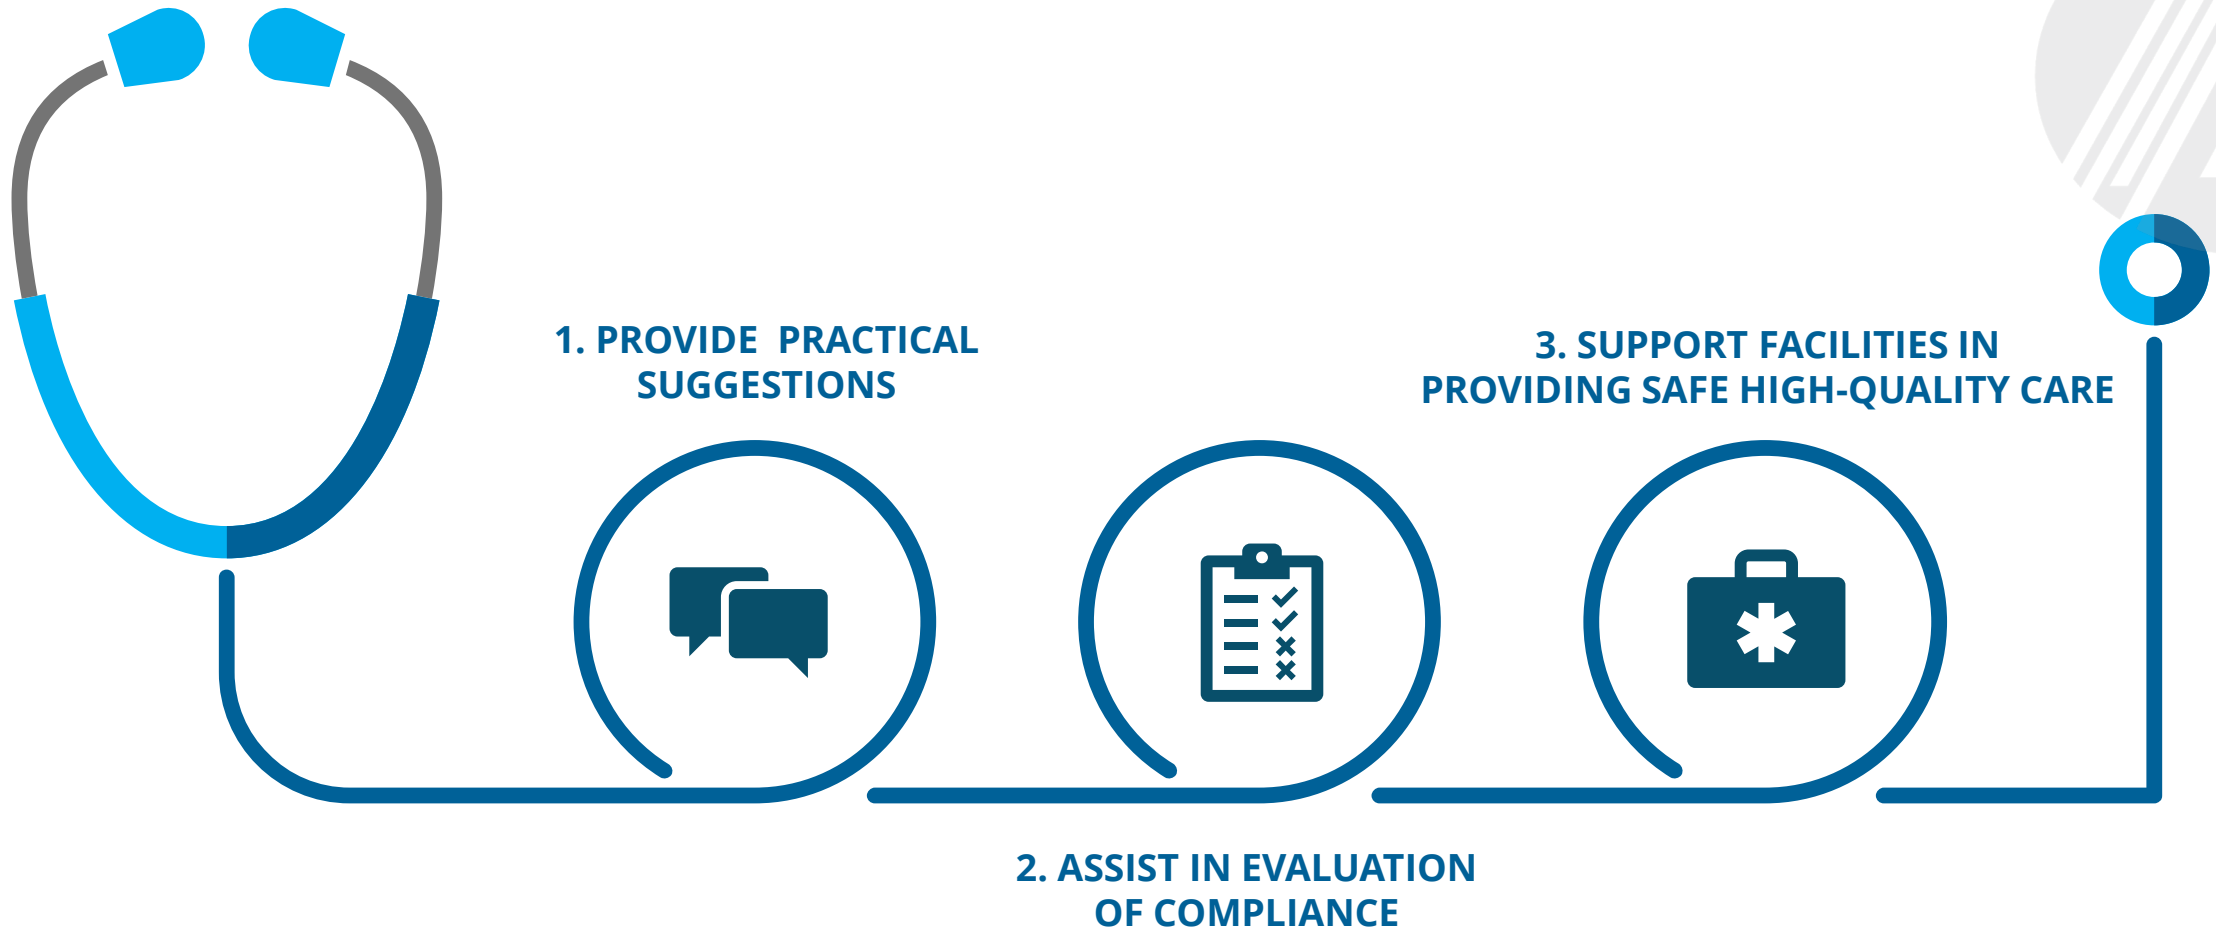 1. PROVIDE  PRACTICAL
SUGGESTIONS
2. ASSIST IN EVALUATION
OF COMPLIANCE
3. SUPPORT FACILITIES IN
PROVIDING SAFE HIGH-QUALITY CARE